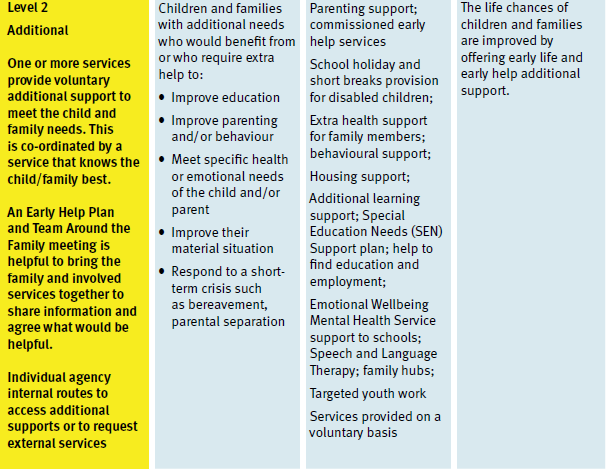 Level 2
Additional
One or more services
provide voluntary
additional support to
meet the child and
family needs. This
is co-ordinated by a
service that knows the
child/family best.
An Early Help Plan
and Team Around the
Family meeting is
helpful to bring the
family and involved
services together to
share information and
agree what would be
helpful.
Individual agency
internal routes to
access additional
supports or to request
external services
Children and families
with additional needs
who would benefit from
or who require extra
help to:
• Improve education
• Improve parenting
and/or behaviour
• Meet specific health
or emotional needs
of the child and/or
parent
• Improve their
material situation
• Respond to a short-
term crisis such
as bereavement,
parental separation
Parenting support;
commissioned early
help services
School holiday and
short breaks provision
for disabled children;
Extra health support
for family members;
behavioural support;
Housing support;
Additional learning
support; Special
Education Needs (SEN)
Support plan; help to
find education and
employment;
Emotional Wellbeing
Mental Health Service
support to schools;
Speech and Language
Therapy; family hubs;
Targeted youth work
Services provided on a
voluntary basis
The life chances of
children and families
are improved by
offering early life and
early help additional
support.